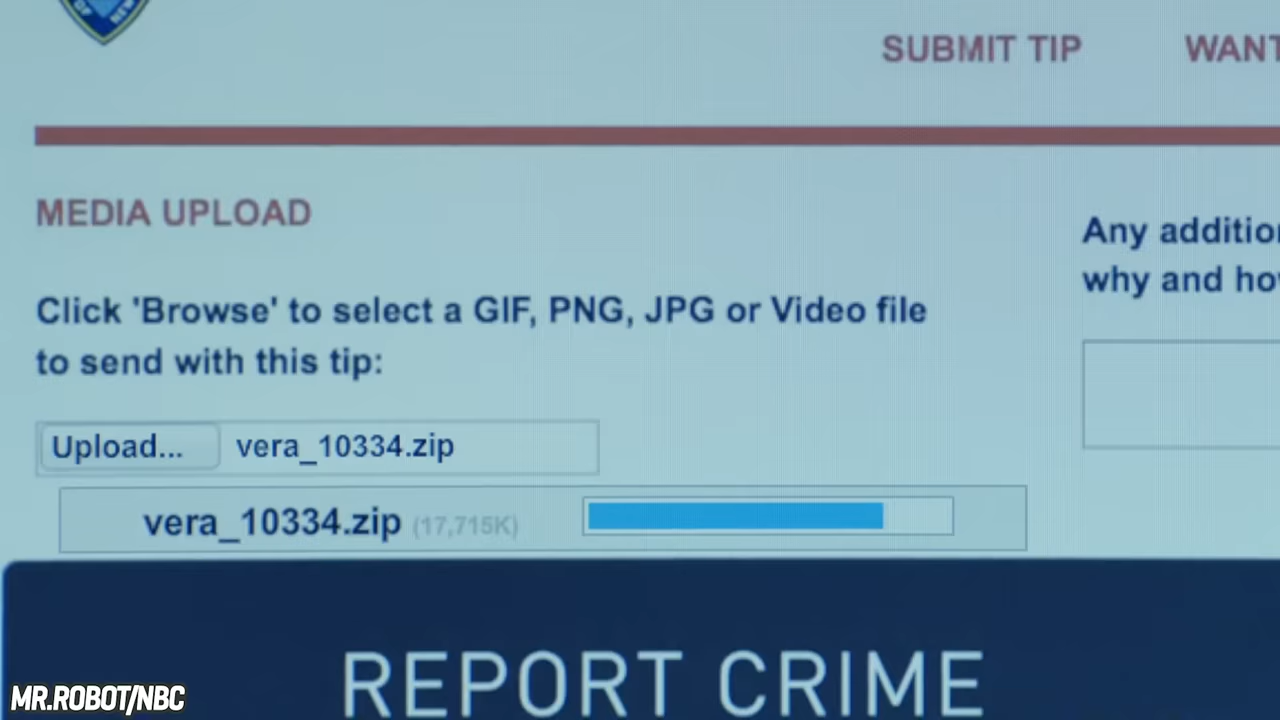 SUBMIT TIP
MEDIA UPLOAD
Click 'Browse' to select a GIF, PNG, JPG or Video file
to send with this tip:
Any additio
why and ho
Upload... vera_10334.zip
vera_10334.zip (17,715K)
REPORT CRIME
MR.ROBOT/NBC